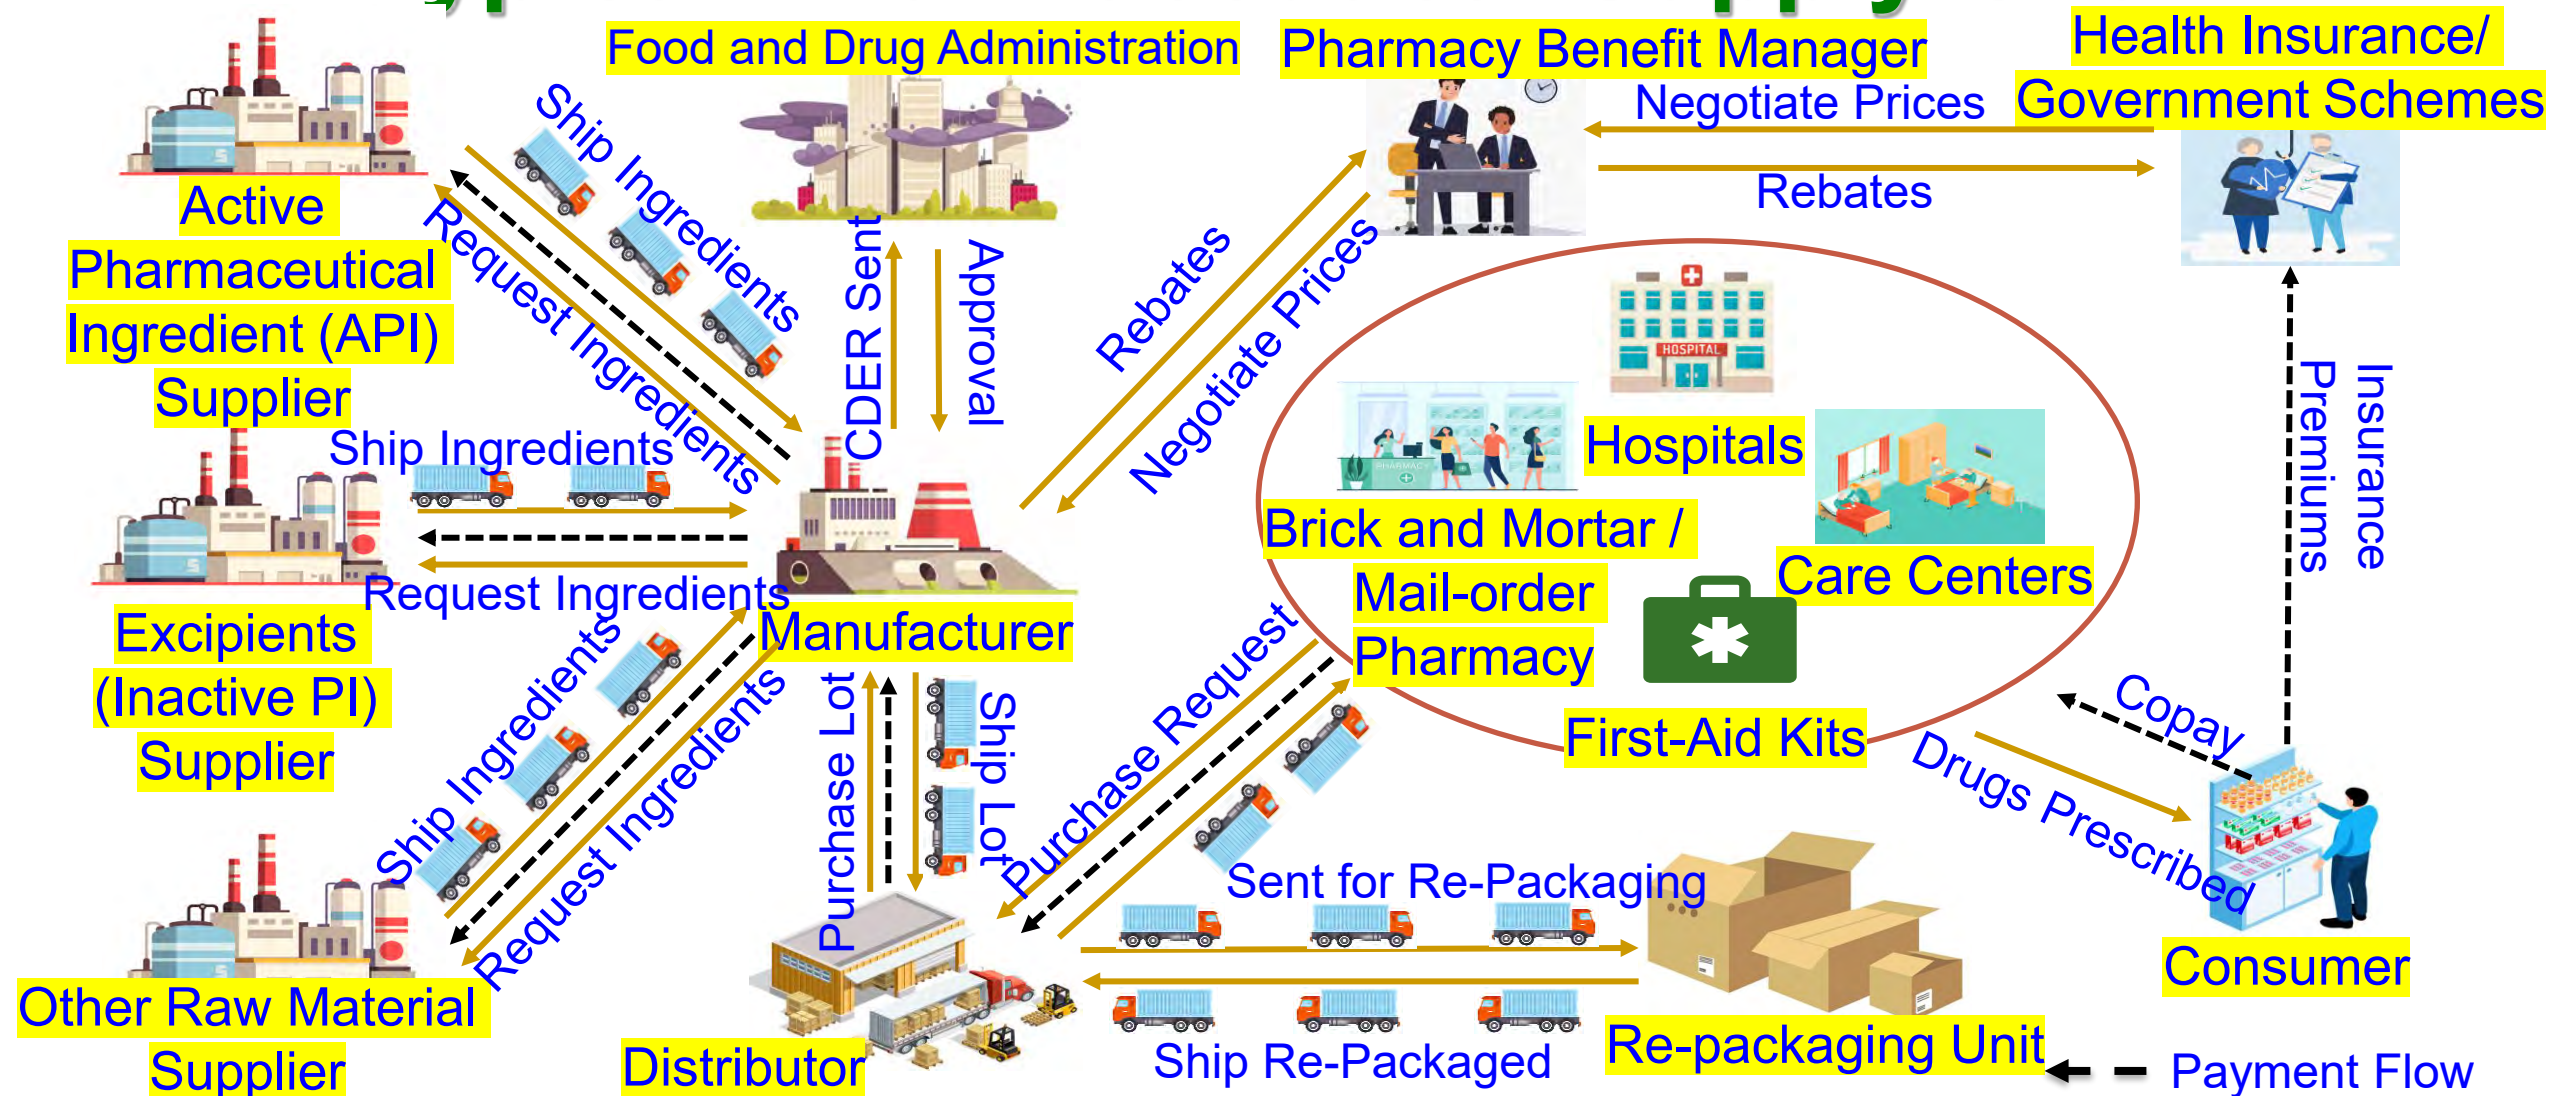 Food and Drug Administration
Pharmacy Benefit Manager
Health Insurance/
Government Schemes
Negotiate Prices
Rebates
Ship Ingredients
Request Ingredients
Active
Pharmaceutical
Ingredient (API)
Supplier
CDER Sent
Approval
Rebates
Negotiate Prices
HOSPITAL
Hospitals
PHARMACY
Brick and Mortar /
Mail-order
Pharmacy
Care Centers
First-Aid Kits
Insurance
Premiums
Ship Ingredients
Request Ingredients
Excipients
(Inactive PI)
Supplier
Manufacturer
Ship Ingredients
Request Ingredients
Purchase Lot
Ship Lot
Purchase Request
Copay
Drugs Prescribed
Sent for Re-Packaging
Ship Re-Packaged
Other Raw Material
Supplier
Distributor
Re-packaging Unit
Consumer
Payment Flow